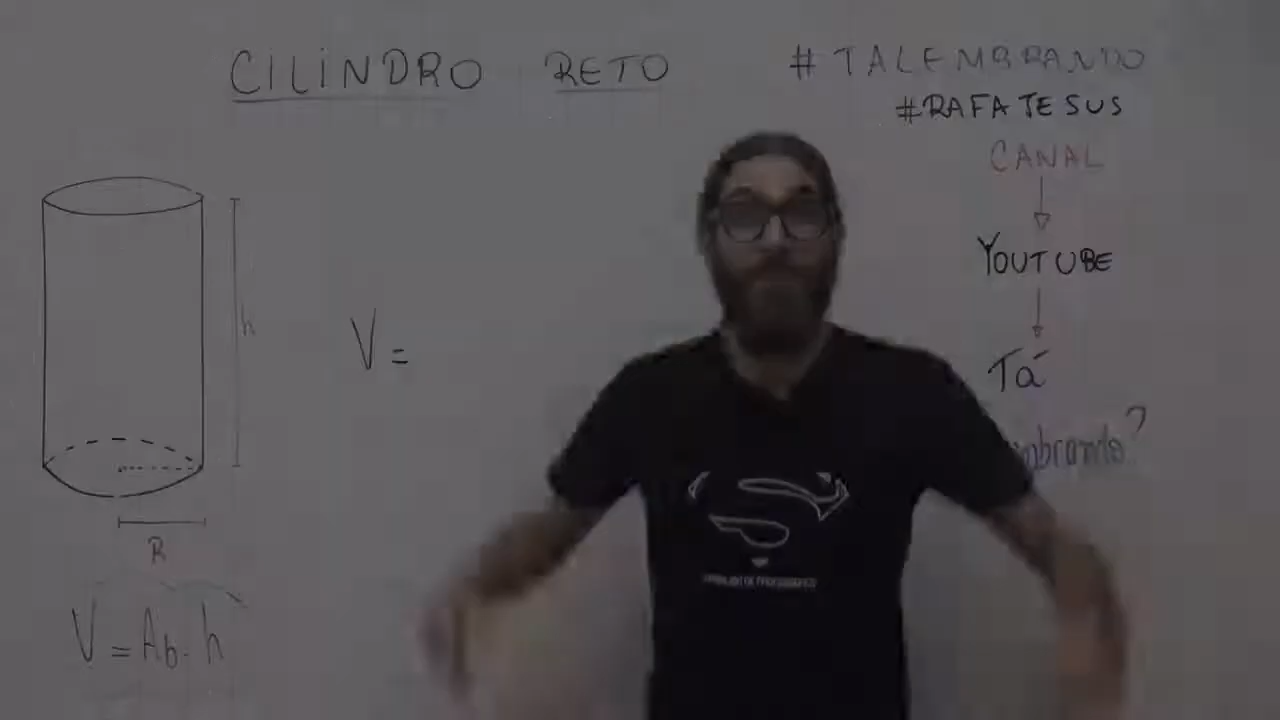 CILINDRO RETO
#TALEMBRANDO
#RAFATESUS
CANAL
YOUTUBE
Tá
?
h
V =
R
V = Ab. h